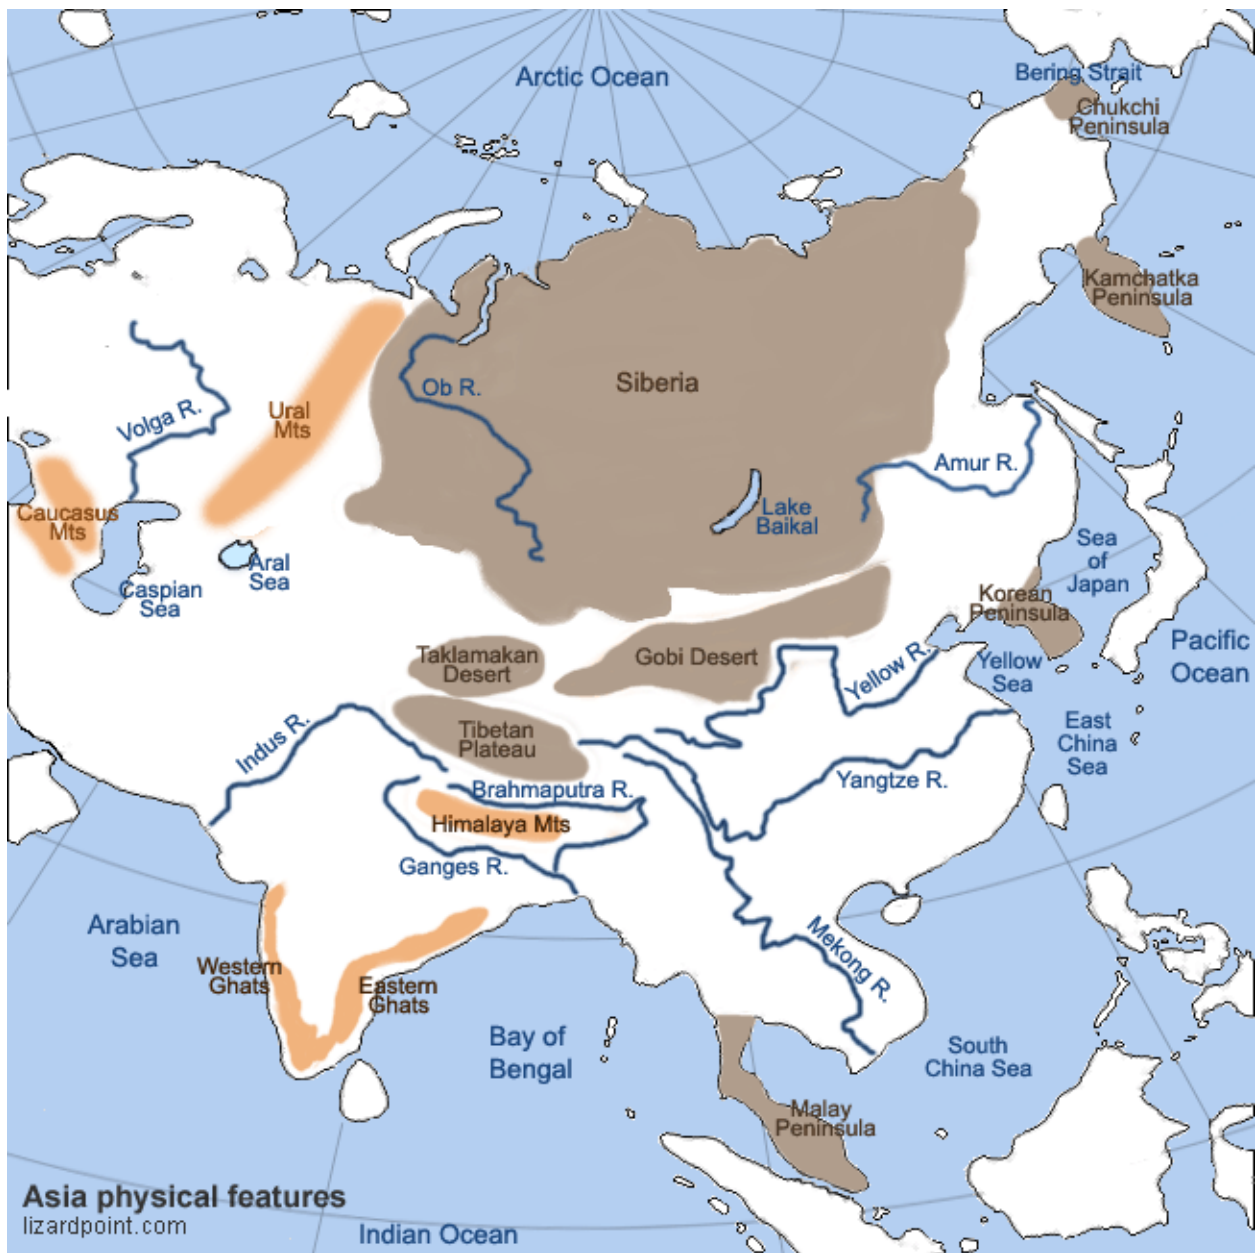 Arctic Ocean
Bering Strait
Chukchi
Peninsula
Kamchatka
Peninsula
Siberia
Ob R.
Ural
Mts
Volga R.
Amur R.
Caucasus
Mts
Lake
Baikal
Aral
Sea
Caspian
Sea
Sea
of
Japan
Korean
Peninsula
Pacific
Ocean
Taklamakan
Desert
Gobi Desert
Yellow R.
Yellow
Sea
Indus R.
Tibetan
Plateau
East
China
Sea
Brahmaputra R.
Yangtze R.
Himalaya Mts
Ganges R.
Arabian
Sea
Western
Ghats
Eastern
Ghats
Mekong R.
Bay of
Bengal
South
China Sea
Malay
Peninsula
Asia physical features
lizardpoint.com
Indian Ocean